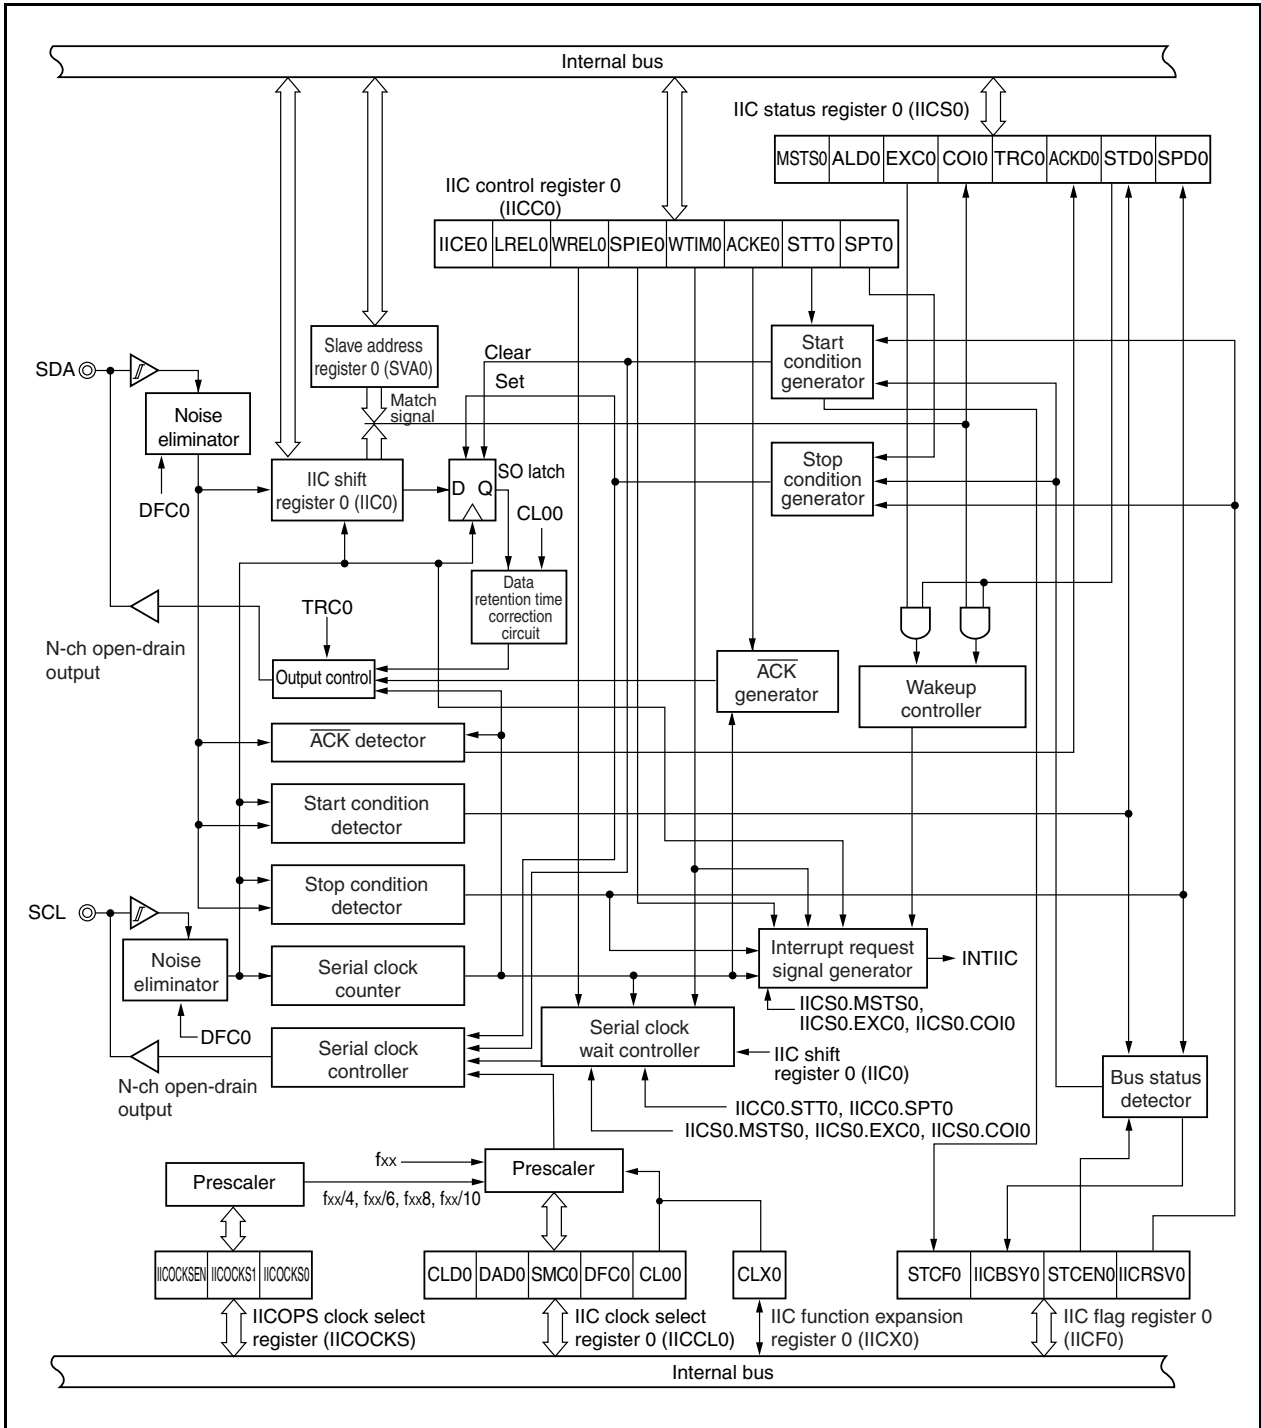 Internal bus
IIC status register 0 (IICS0)
MSTS0 ALD0 EXC0 COI0 TRC0 ACKD0 STD0 SPD0
IIC control register 0
(IICC0)
IICE0 LREL0 WREL0 SPIE0 WTIM0 ACKE0 STT0 SPT0
Slave address
register 0 (SVA0)
Clear
Set
Match
signal
Start
condition
generator
SDA
Noise
eliminator
DFC0
IIC shift
register 0 (IIC0)
D Q
SO latch
CL00
Stop
condition
generator
Data
retention time
correction
circuit
TRC0
N-ch open-drain
output
Output control
ACK
generator
Wakeup
controller
ACK detector
Start condition
detector
Stop condition
detector
SCL
Noise
eliminator
DFC0
Serial clock
counter
Interrupt request
signal generator
INTIIC
IICS0.MSTS0,
IICS0.EXC0, IICS0.COI0
Serial clock
controller
Serial clock
wait controller
IIC shift
register 0 (IIC0)
N-ch open-drain
output
Bus status
detector
IICC0.STT0, IICC0.SPT0
IICS0.MSTS0, IICS0.EXC0, IICS0.COI0
Prescaler
fxx
fxx/4, fxx/6, fxx8, fxx/10
Prescaler
IICOCKSEN IICOCKS1 IICOCKS0
CLD0 DAD0 SMC0 DFC0 CL00
CLX0
STCF0 IICBSY0 STCEN0 IICRSV0
IICOPS clock select
register (IICOCKS)
IIC clock select
register 0 (IICCL0)
IIC function expansion
register 0 (IICX0)
IIC flag register 0
(IICF0)
Internal bus